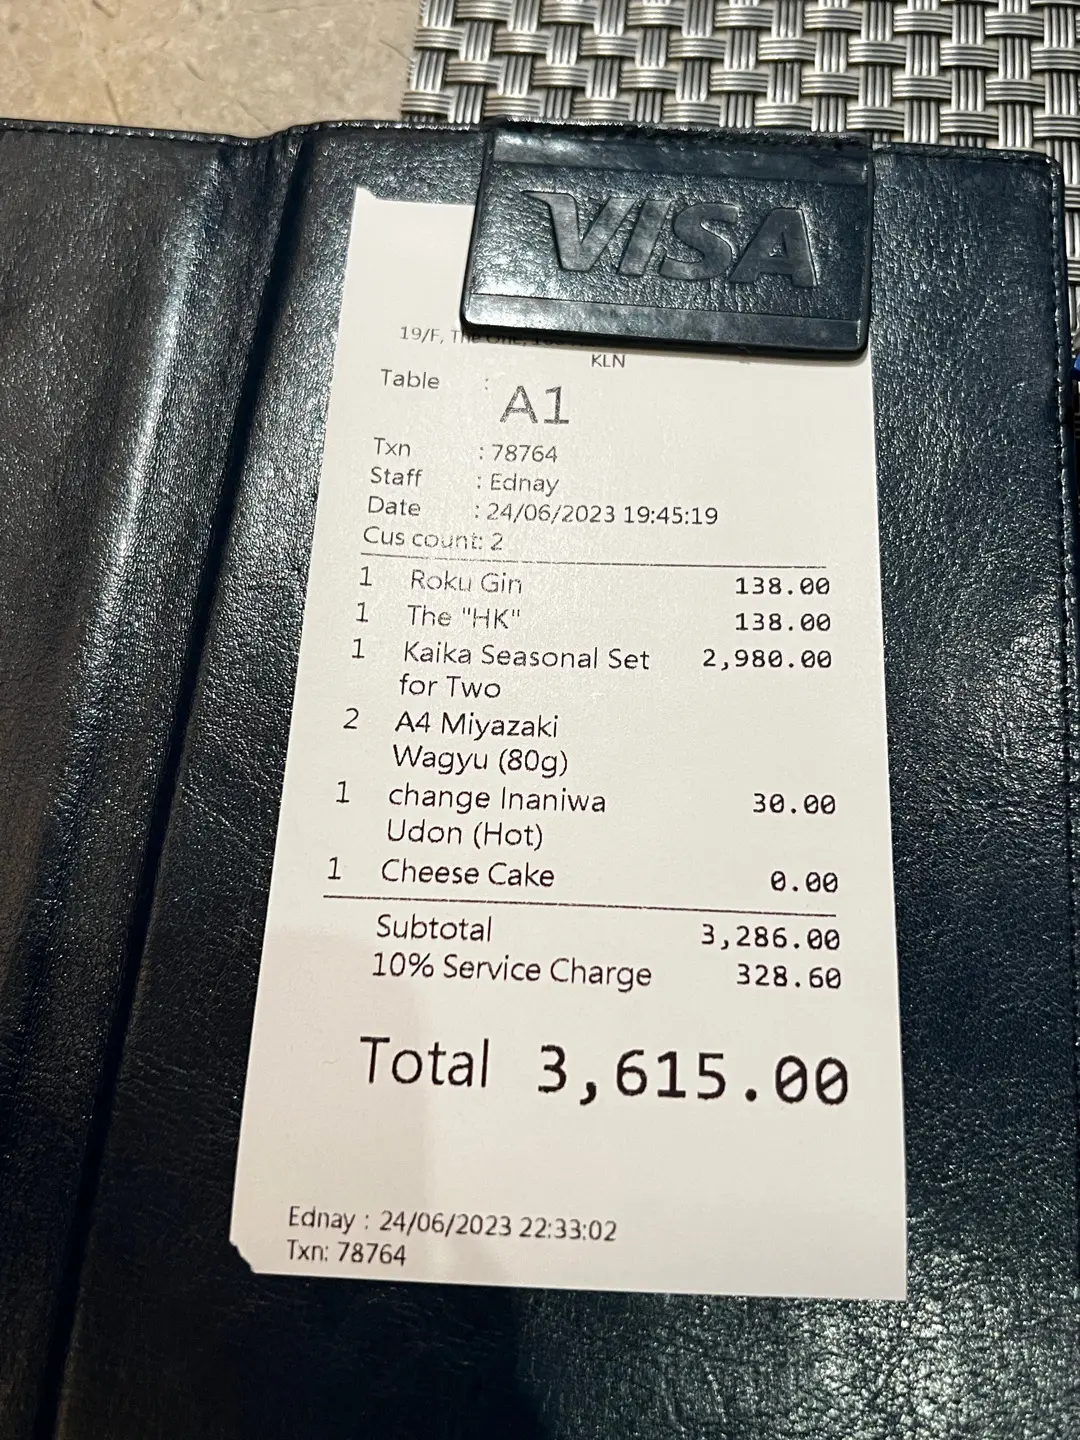 VISA
19/F, The One,
KLN
Table : A1
Txn : 78764
Staff : Ednay
Date : 24/06/2023 19:45:19
Cus count: 2
1 Roku Gin 138.00
1 The "HK" 138.00
1 Kaika Seasonal Set 2,980.00
for Two
2 A4 Miyazaki
Wagyu (80g)
1 change Inaniwa 30.00
Udon (Hot)
1 Cheese Cake 0.00
Subtotal 3,286.00
10% Service Charge 328.60
Total 3,615.00
Ednay : 24/06/2023 22:33:02
Txn: 78764